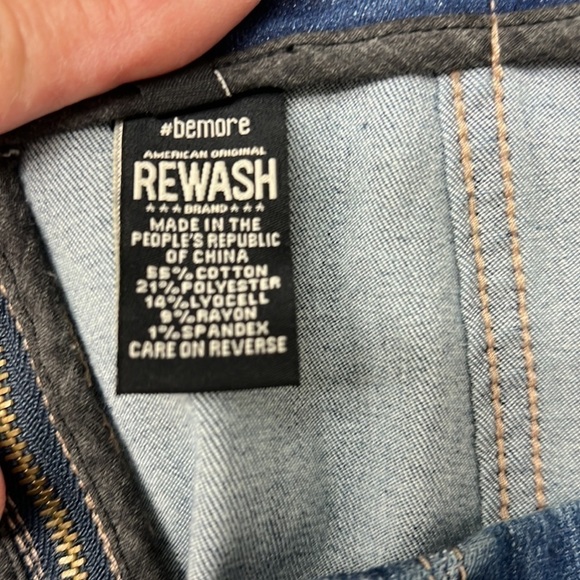 #bemore
AMERICAN ORIGINAL
REWASH
★★★ BRAND ★★★
MADE IN THE
PEOPLE'S REPUBLIC
OF CHINA
55%COTTON
21%POLYESTER
14%LYOCELL
9%RAYON
1%SPANDEX
CARE ON REVERSE